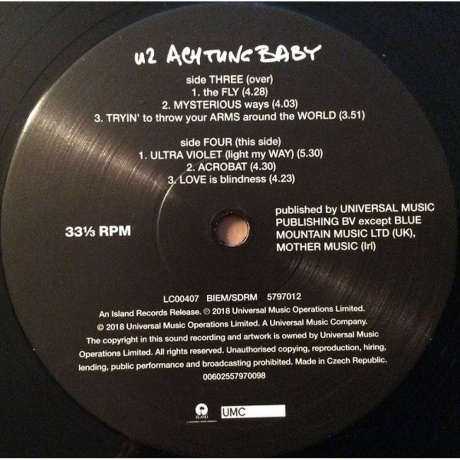 U2 ACHTUNG BABY
side THREE (over)
1. the FLY (4.28)
2. MYSTERIOUS ways (4.03)
3. TRYIN' to throw your ARMS around the WORLD (3.51)
side FOUR (this side)
1. ULTRA VIOLET (light my WAY) (5.30)
2. ACROBAT (4.30)
3. LOVE is blindness (4.23)
33⅓ RPM
published by UNIVERSAL MUSIC
PUBLISHING BV except BLUE
MOUNTAIN MUSIC LTD (UK),
MOTHER MUSIC (Irl)
LC00407 BIEM/SDRM 5797012
An Island Records Release. ℗ 2018 Universal Music Operations Limited.
© 2018 Universal Music Operations Limited. A Universal Music Company.
The copyright in this sound recording and artwork is owned by Universal Music
Operations Limited. All rights reserved. Unauthorised copying, reproduction, hiring,
lending, public performance and broadcasting prohibited. Made in Czech Republic.
00602557970098
ISLAND
UMC